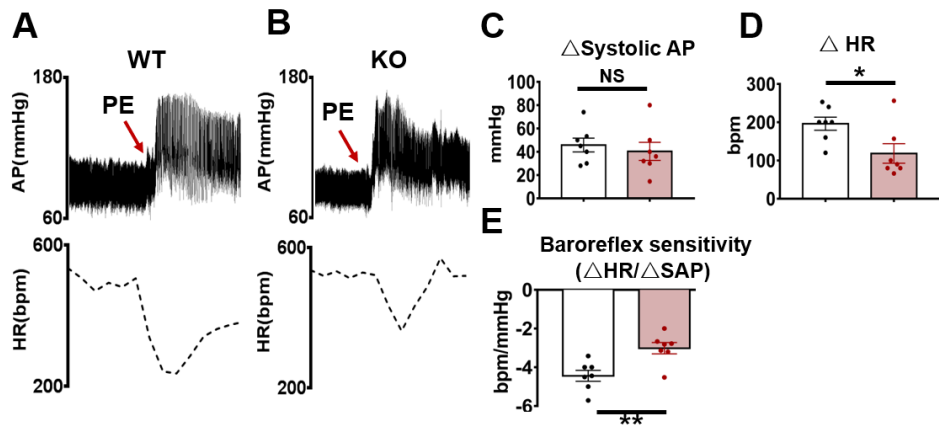 A
WT
180
PE
AP(mmHg)
60
600
HR(bpm)
200
B
KO
180
PE
AP(mmHg)
60
600
HR(bpm)
200
C
△Systolic AP
NS
100
80
60
40
20
0
mmHg
D
△ HR
*
300
200
100
0
bpm
E
Baroreflex sensitivity
(△HR/△SAP)
0
-2
-4
-6
bpm/mmHg
**